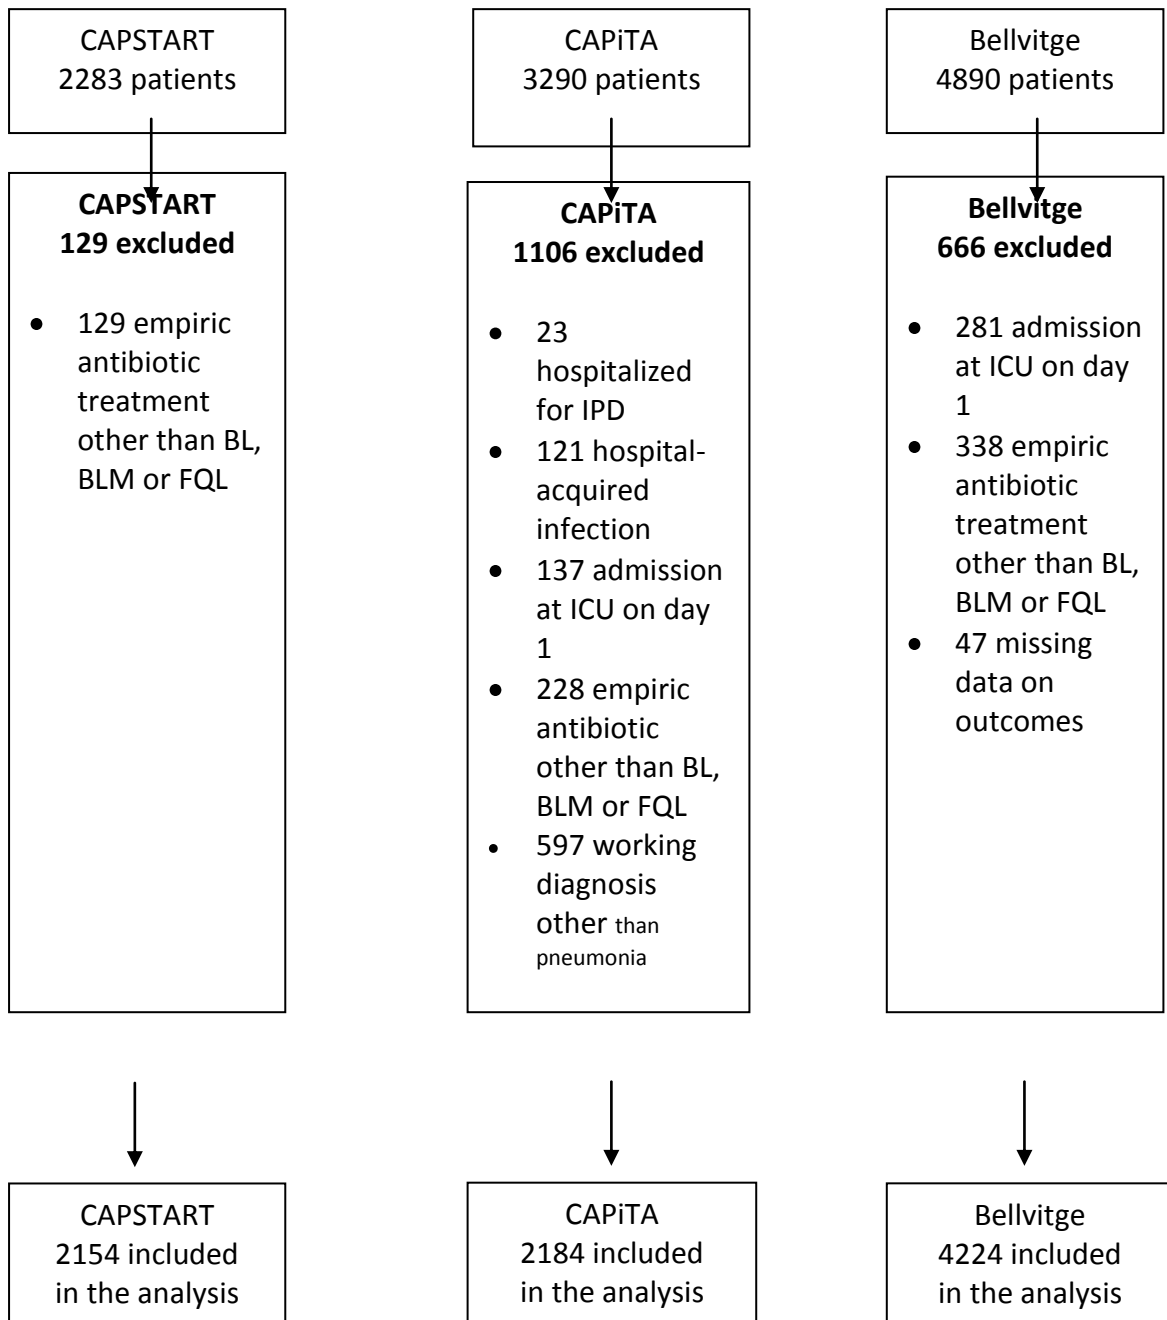 CAPSTART
2283 patients
CAPSTART
129 excluded
• 129 empiric
antibiotic
treatment
other than BL,
BLM or FQL
CAPSTART
2154 included
in the analysis
CAPiTA
3290 patients
CAPiTA
1106 excluded
• 23
hospitalized
for IPD
• 121 hospital-
acquired
infection
• 137 admission
at ICU on day
1
• 228 empiric
antibiotic
other than BL,
BLM or FQL
• 597 working
diagnosis
other than
pneumonia
CAPiTA
2184 included
in the analysis
Bellvitge
4890 patients
Bellvitge
666 excluded
• 281 admission
at ICU on day
1
• 338 empiric
antibiotic
treatment
other than BL,
BLM or FQL
• 47 missing
data on
outcomes
Bellvitge
4224 included
in the analysis